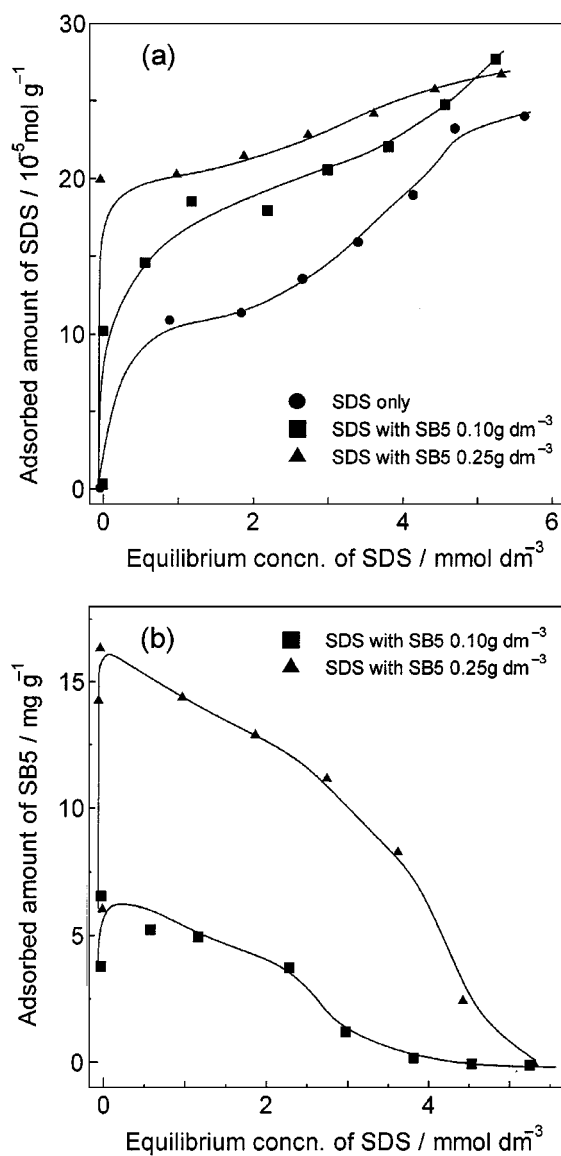 (a)
30
20
10
0
Adsorbed amount of SDS / 10⁻⁵mol g⁻¹
SDS only
SDS with SB5 0.10g dm⁻³
SDS with SB5 0.25g dm⁻³
0 2 4 6
Equilibrium concn. of SDS / mmol dm⁻³
(b)
15
10
5
0
Adsorbed amount of SB5 / mg g⁻¹
SDS with SB5 0.10g dm⁻³
SDS with SB5 0.25g dm⁻³
0 2 4
Equilibrium concn. of SDS / mmol dm⁻³